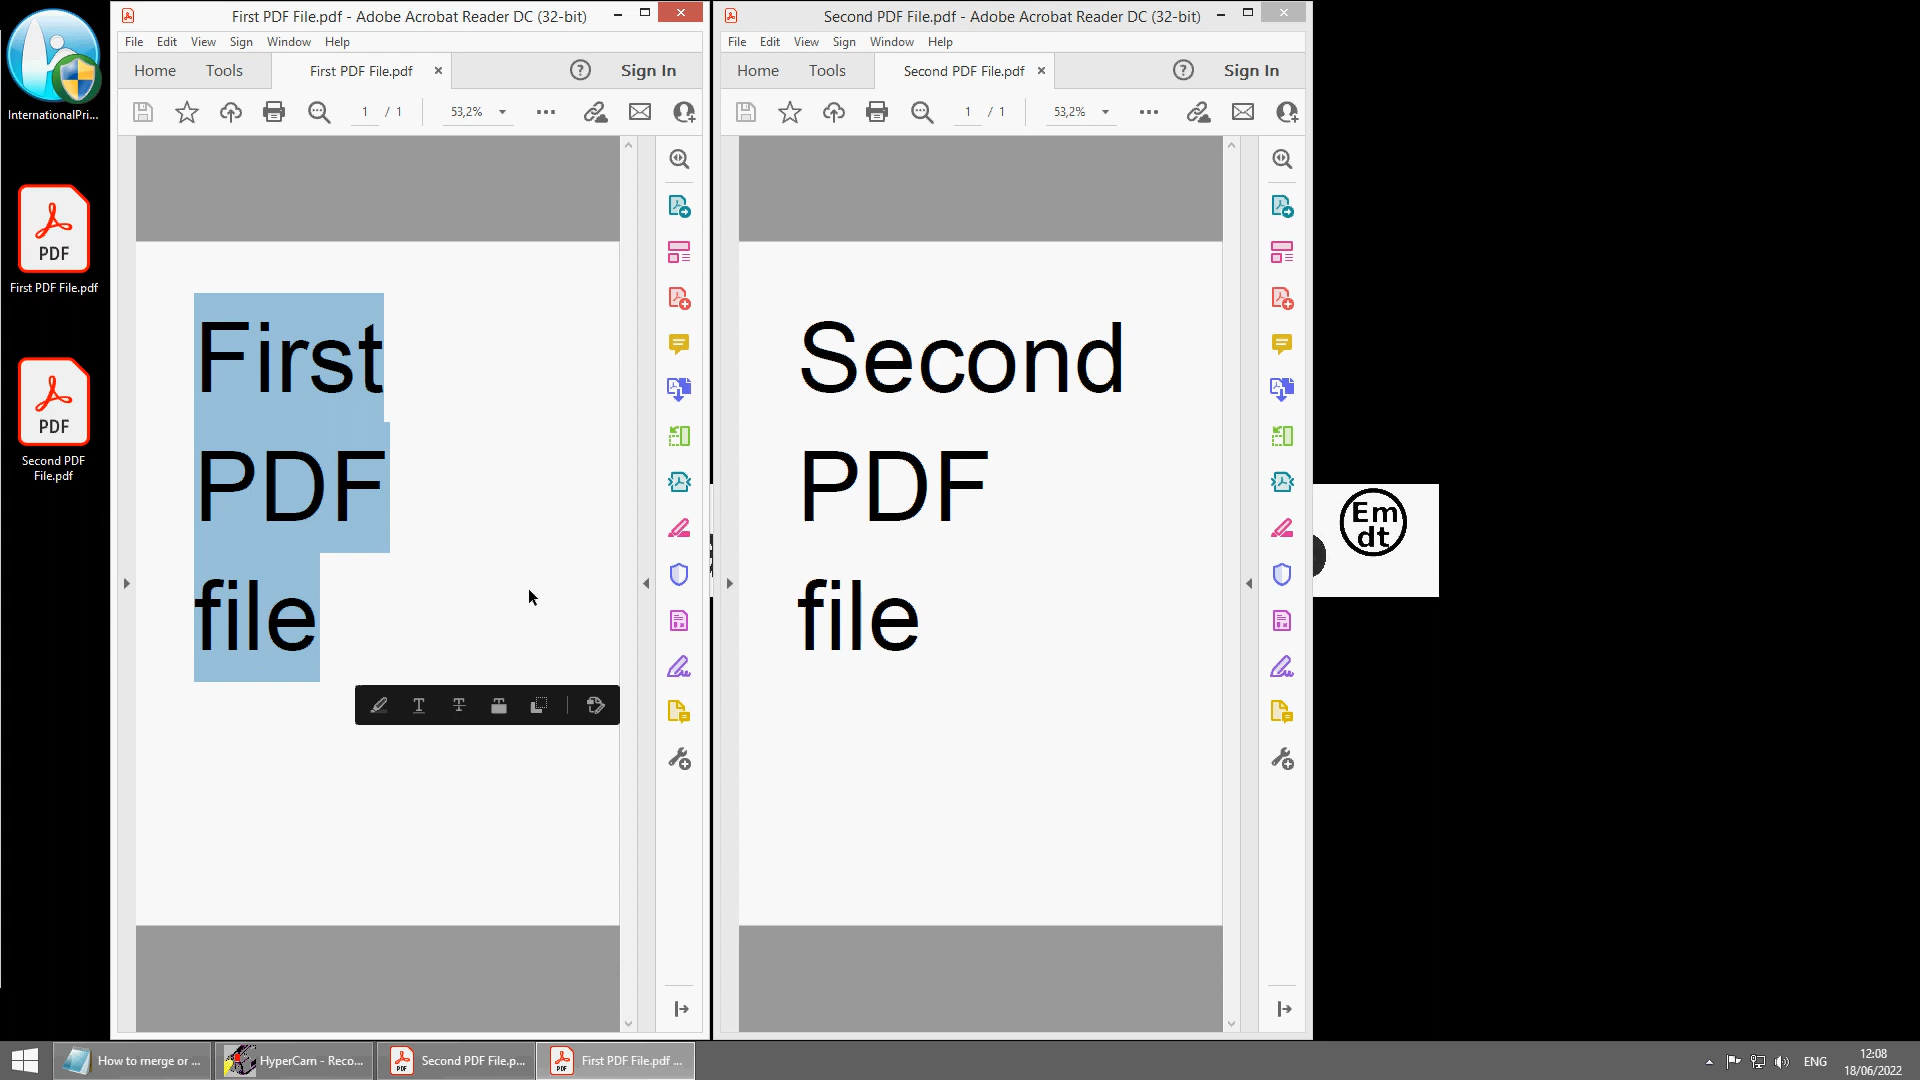 InternationalPri...
PDF
First PDF File.pdf
PDF
Second PDF
File.pdf
First PDF File.pdf - Adobe Acrobat Reader DC (32-bit)
File Edit View Sign Window Help
Home Tools First PDF File.pdf × ? Sign In
1 / 1 53,2%
First
PDF
file
Second PDF File.pdf - Adobe Acrobat Reader DC (32-bit)
File Edit View Sign Window Help
Home Tools Second PDF File.pdf × ? Sign In
1 / 1 53,2%
Second
PDF
file
Em
dt
How to merge or ...
HyperCam - Reco...
Second PDF File.p...
First PDF File.pdf ...
ENG
12:08
18/06/2022